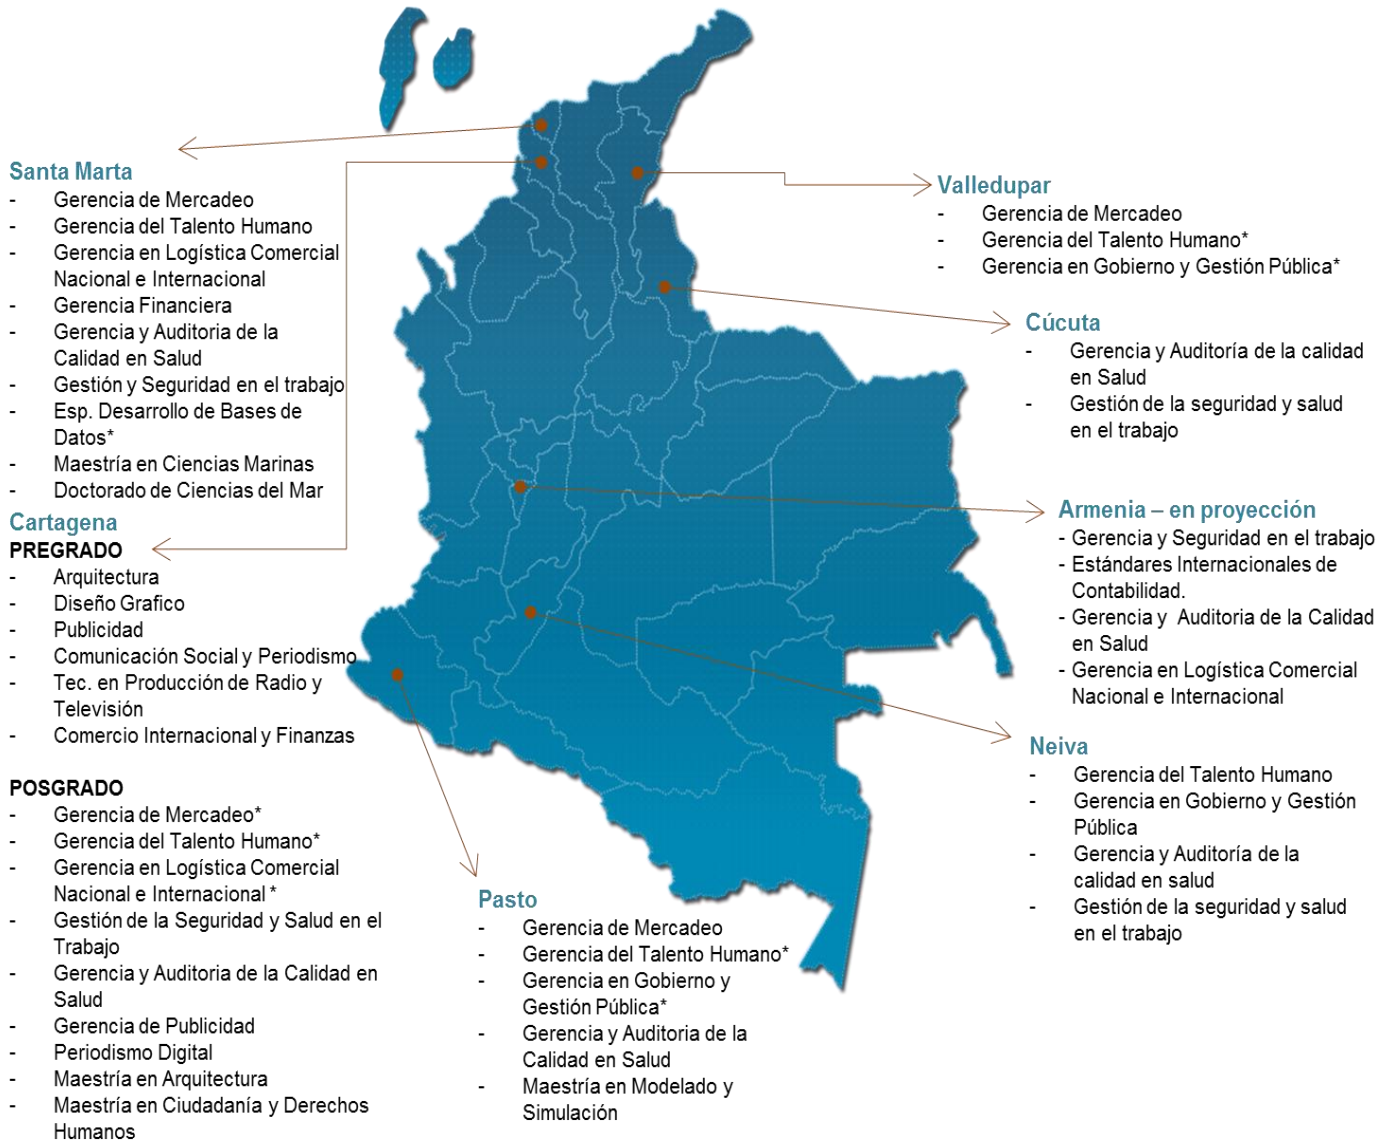 Santa Marta
- Gerencia de Mercadeo
- Gerencia del Talento Humano
- Gerencia en Logística Comercial
Nacional e Internacional
- Gerencia Financiera
- Gerencia y Auditoria de la
Calidad en Salud
- Gestión y Seguridad en el trabajo
- Esp. Desarrollo de Bases de
Datos*
- Maestría en Ciencias Marinas
- Doctorado de Ciencias del Mar
Cartagena
PREGRADO
- Arquitectura
- Diseño Grafico
- Publicidad
- Comunicación Social y Periodismo
- Tec. en Producción de Radio y
Televisión
- Comercio Internacional y Finanzas
POSGRADO
- Gerencia de Mercadeo*
- Gerencia del Talento Humano*
- Gerencia en Logística Comercial
Nacional e Internacional *
- Gestión de la Seguridad y Salud en el
Trabajo
- Gerencia y Auditoria de la Calidad en
Salud
- Gerencia de Publicidad
- Periodismo Digital
- Maestría en Arquitectura
- Maestría en Ciudadanía y Derechos
Humanos
Pasto
- Gerencia de Mercadeo
- Gerencia del Talento Humano*
- Gerencia en Gobierno y
Gestión Pública*
- Gerencia y Auditoria de la
Calidad en Salud
- Maestría en Modelado y
Simulación
Valledupar
- Gerencia de Mercadeo
- Gerencia del Talento Humano*
- Gerencia en Gobierno y Gestión Pública*
Cúcuta
- Gerencia y Auditoría de la calidad
en Salud
- Gestión de la seguridad y salud
en el trabajo
Armenia – en proyección
- Gerencia y Seguridad en el trabajo
- Estándares Internacionales de
Contabilidad.
- Gerencia y Auditoria de la Calidad
en Salud
- Gerencia en Logística Comercial
Nacional e Internacional
Neiva
- Gerencia del Talento Humano
- Gerencia en Gobierno y Gestión
Pública
- Gerencia y Auditoría de la
calidad en salud
- Gestión de la seguridad y salud
en el trabajo